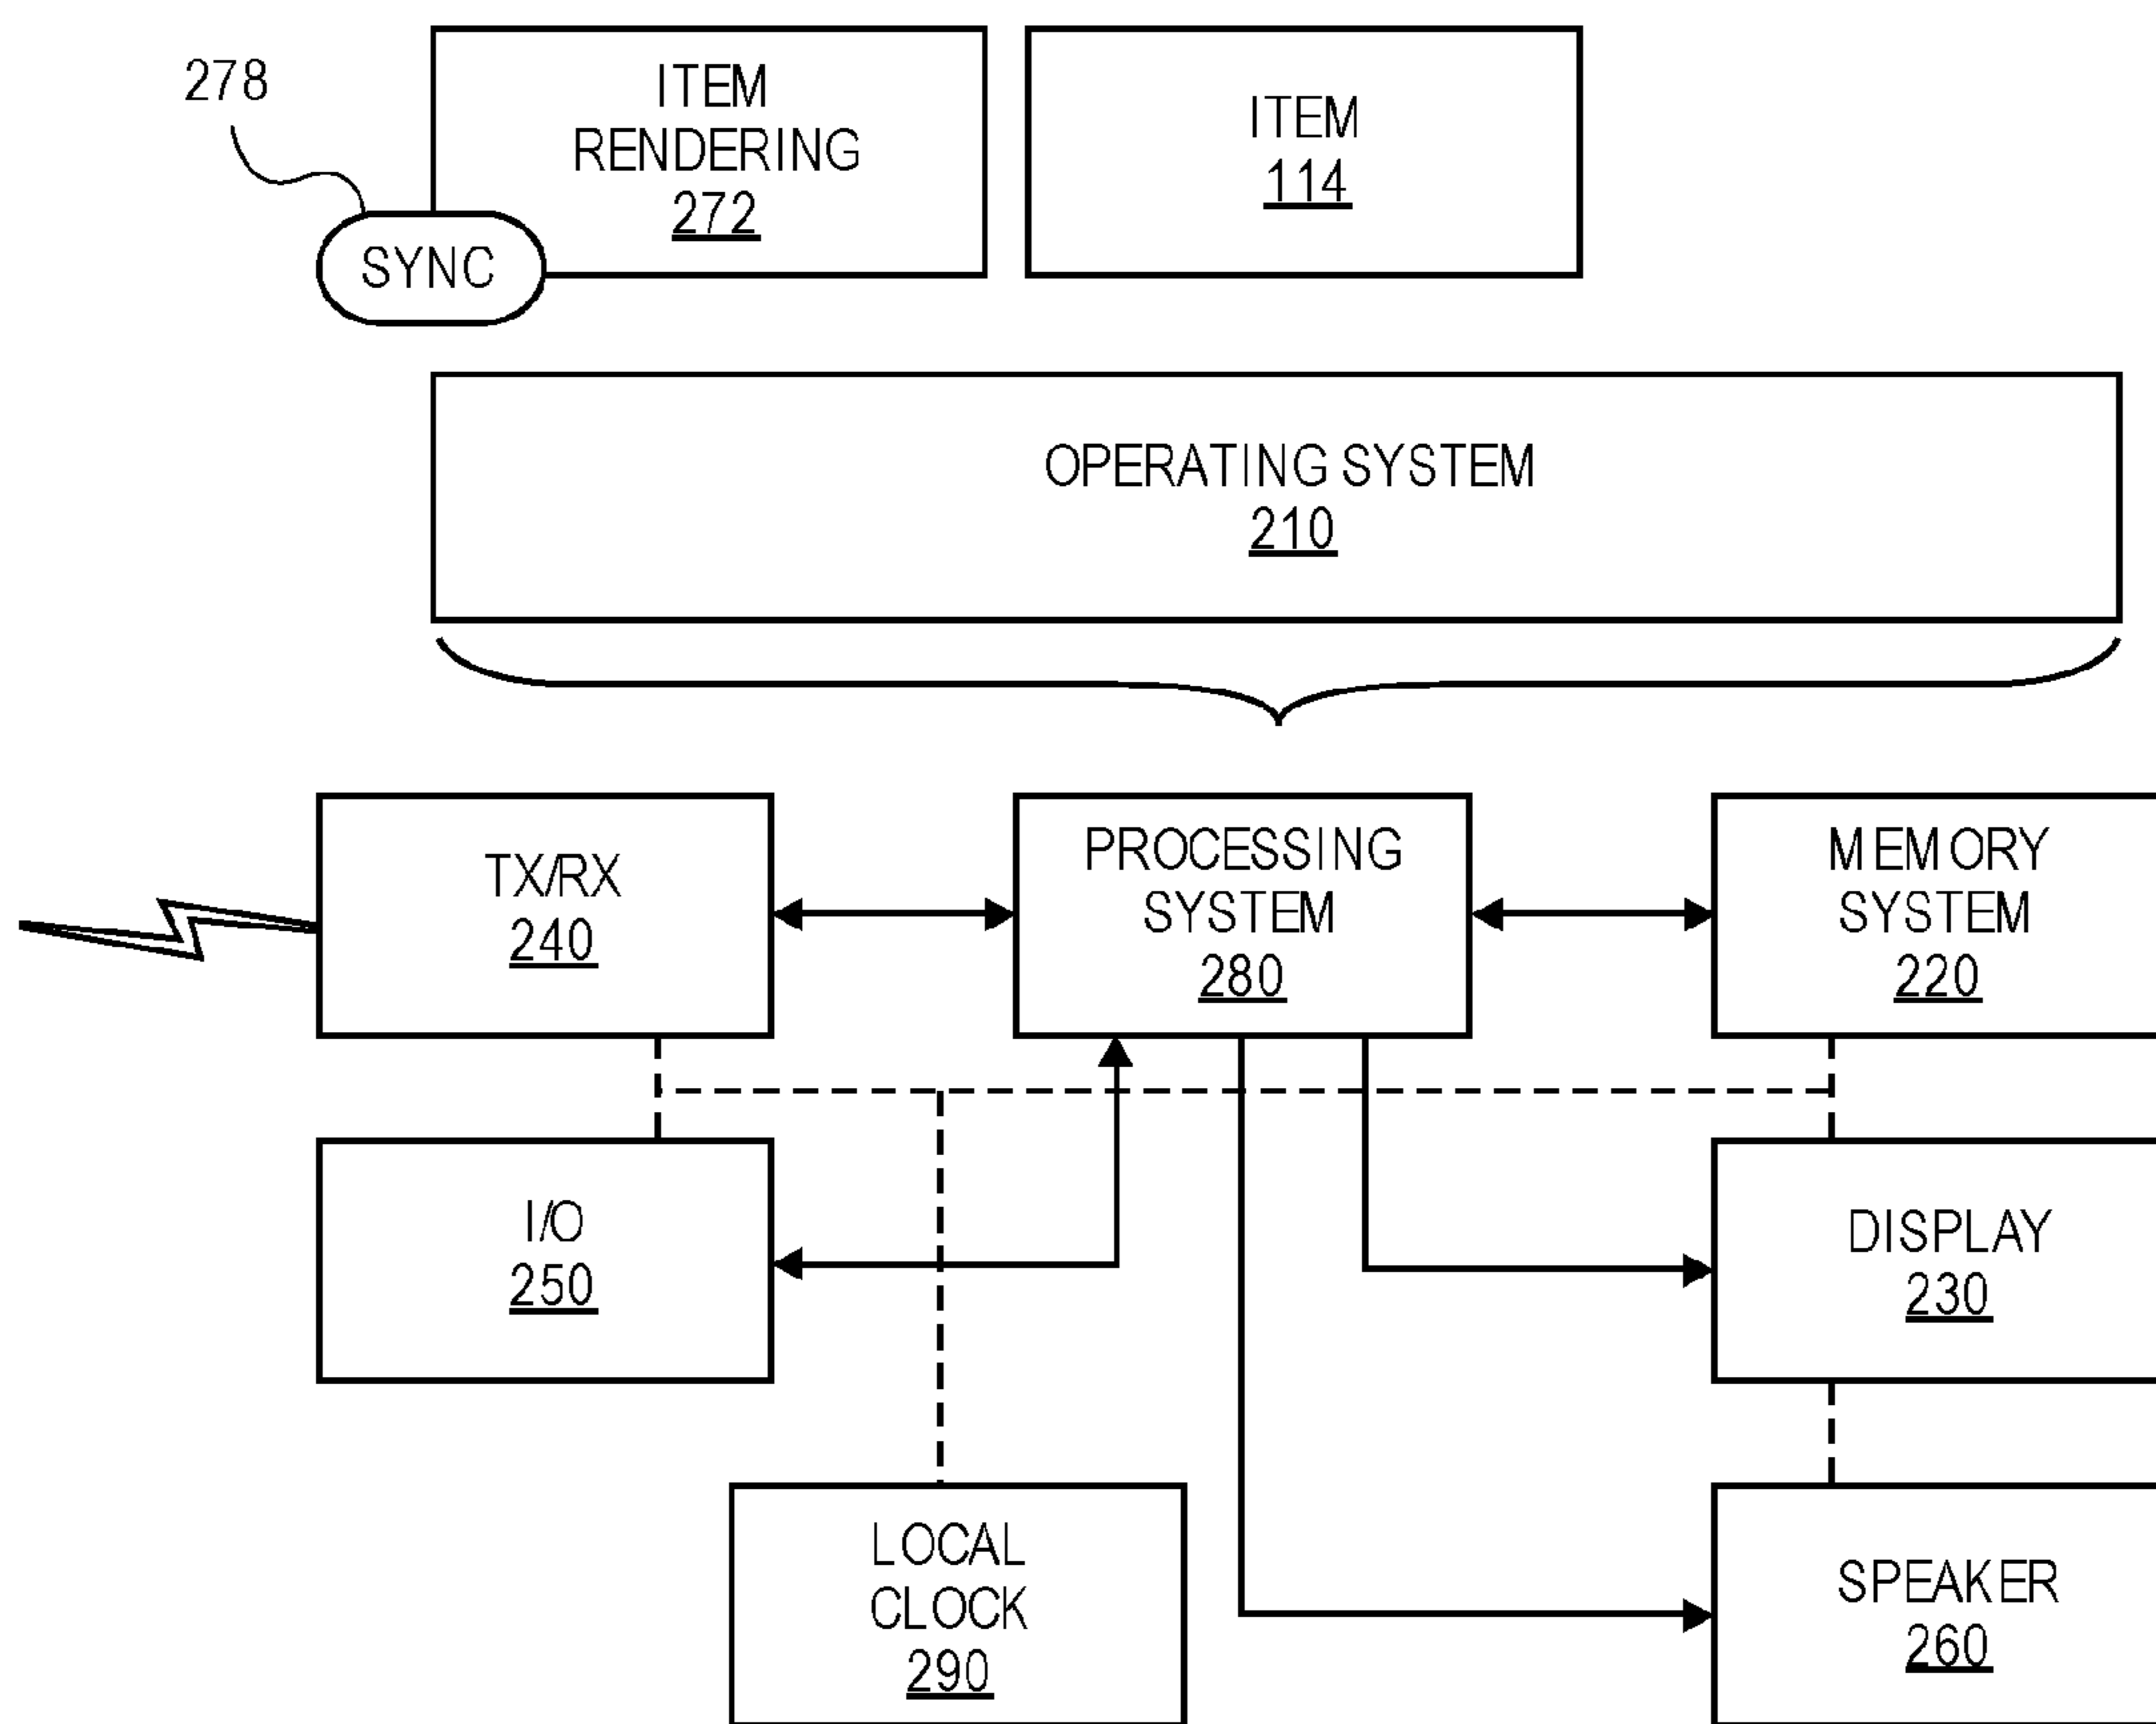 278
ITEM
RENDERING
272
ITEM
114
SYNC
OPERATING SYSTEM
210
TX/RX
240
PROCESSING
SYSTEM
280
MEMORY
SYSTEM
220
I/O
250
DISPLAY
230
LOCAL
CLOCK
290
SPEAKER
260